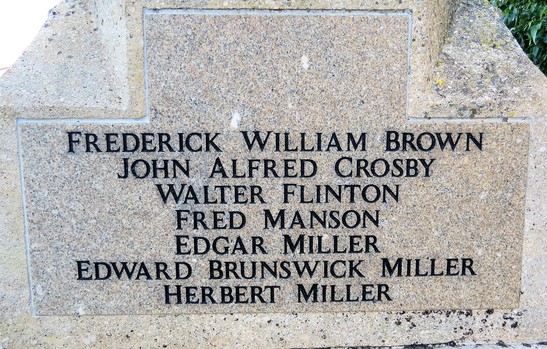 FREDERICK WILLIAM BROWN
JOHN ALFRED CROSBY
WALTER FLINTON
FRED MANSON
EDGAR MILLER
EDWARD BRUNSWICK MILLER
HERBERT MILLER